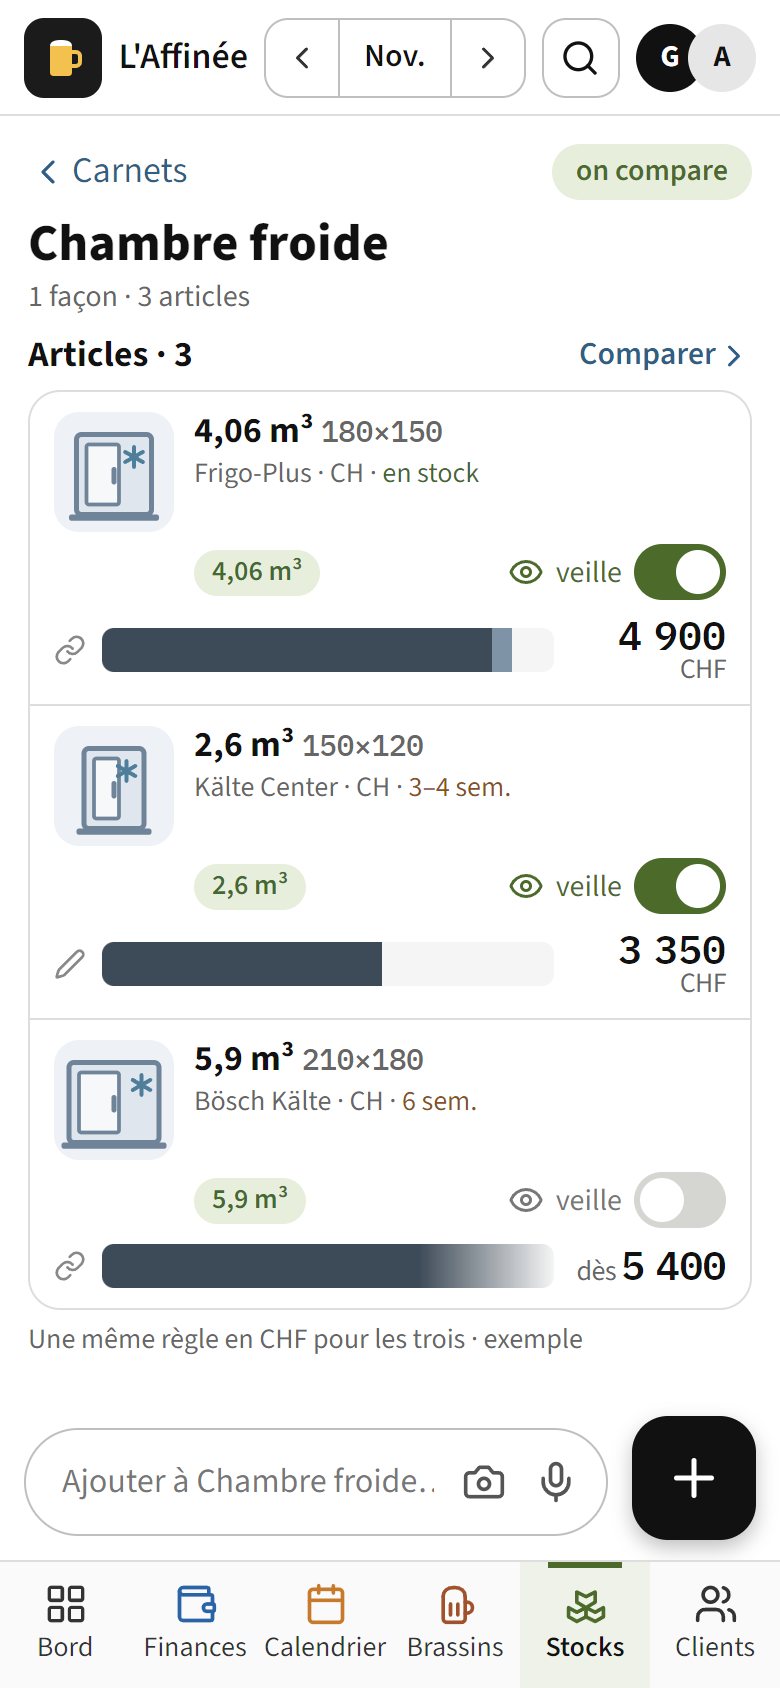 L'Affinée
Nov.
G
A
Carnets
on compare
Chambre froide
1 façon · 3 articles
Articles · 3
Comparer
4,06 m³ 180×150
Frigo-Plus · CH · en stock
4,06 m³
veille
4 900
CHF
2,6 m³ 150×120
Kälte Center · CH · 3–4 sem.
2,6 m³
veille
3 350
CHF
5,9 m³ 210×180
Bösch Kälte · CH · 6 sem.
5,9 m³
veille
dès 5 400
Une même règle en CHF pour les trois · exemple
Ajouter à Chambre froide…
Bord
Finances
Calendrier
Brassins
Stocks
Clients